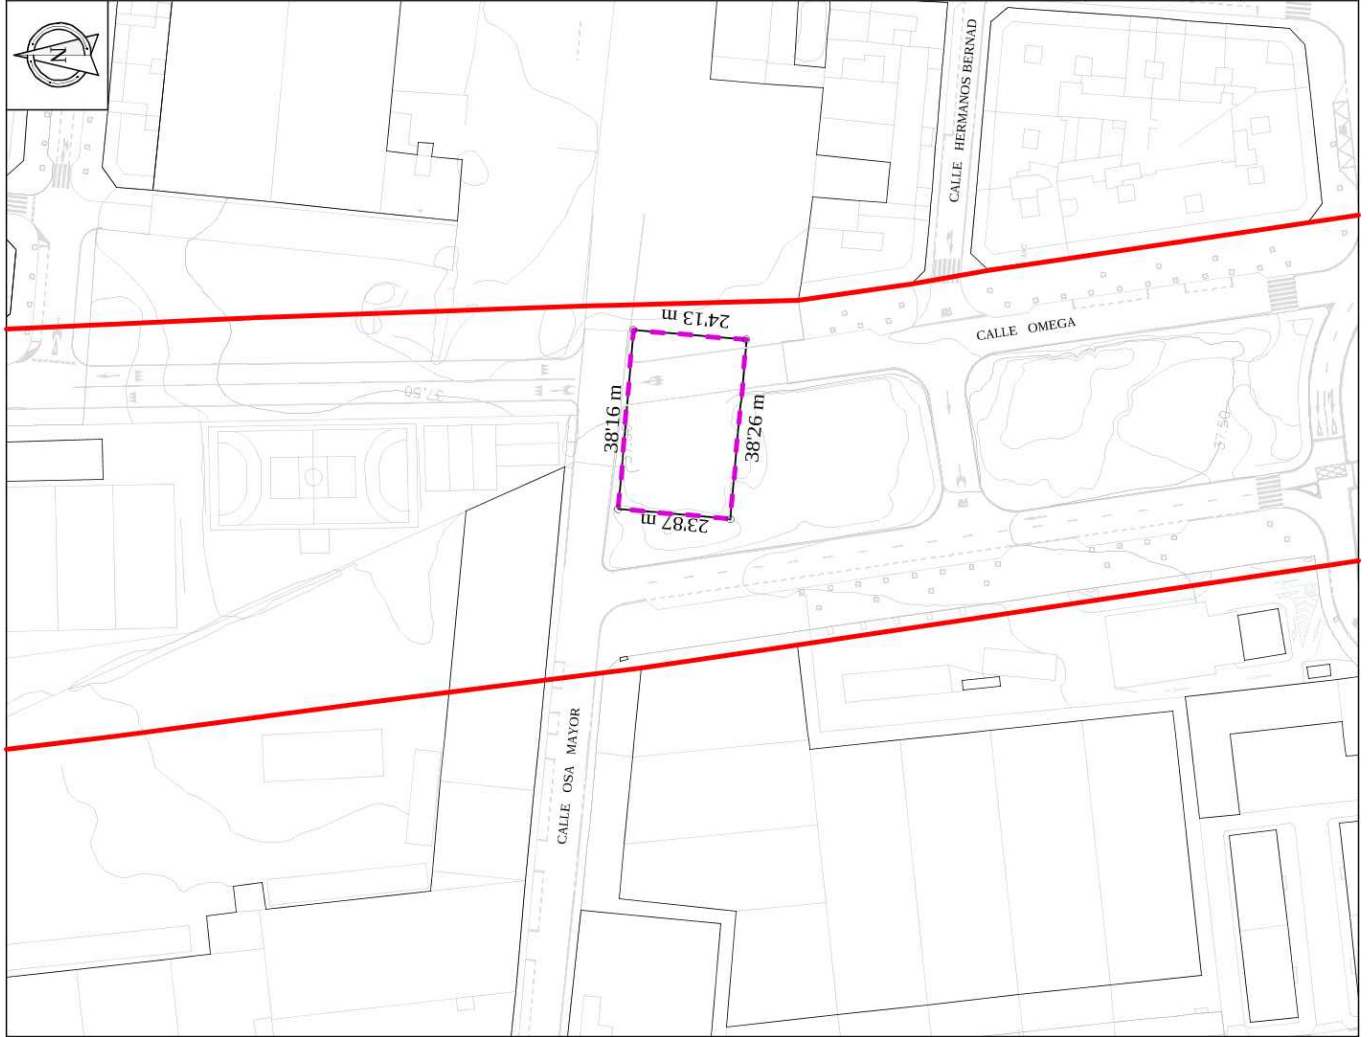 N
CALLE HERMANOS BERNAD
24'13 m
CALLE OMEGA
37.50
38'16 m
38'26 m
37.50
23'87 m
CALLE OSA MAYOR